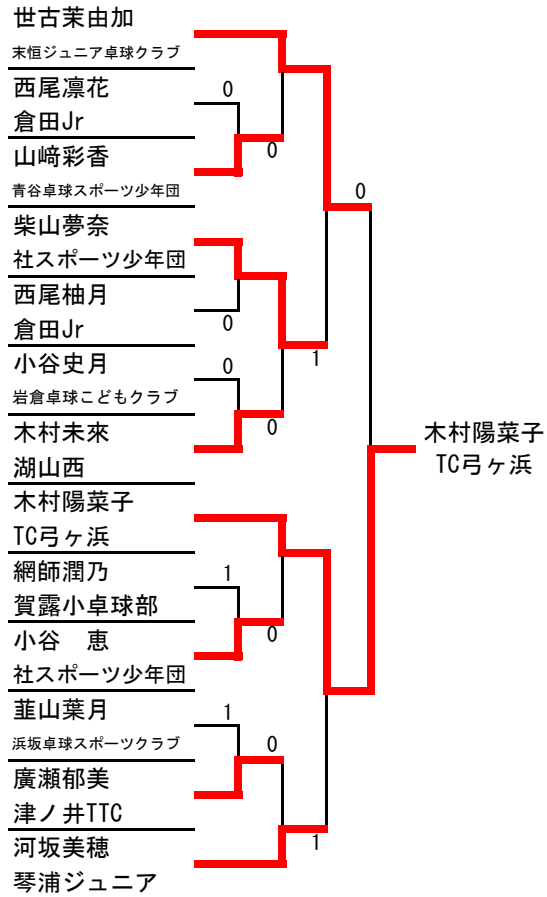 世古茉由加
末恒ジュニア卓球クラブ
西尾凛花
0
倉田Jr
山﨑彩香
0
青谷卓球スポーツ少年団
0
柴山夢奈
社スポーツ少年団
西尾柚月
倉田Jr
0
小谷史月
0
1
岩倉卓球こどもクラブ
木村未來
0
湖山西
木村陽菜子
TC弓ヶ浜
木村陽菜子
TC弓ヶ浜
網師潤乃
1
賀露小卓球部
小谷　恵
0
社スポーツ少年団
韮山葉月
1
浜坂卓球スポーツクラブ
0
廣瀬郁美
津ノ井TTC
河坂美穂
1
琴浦ジュニア